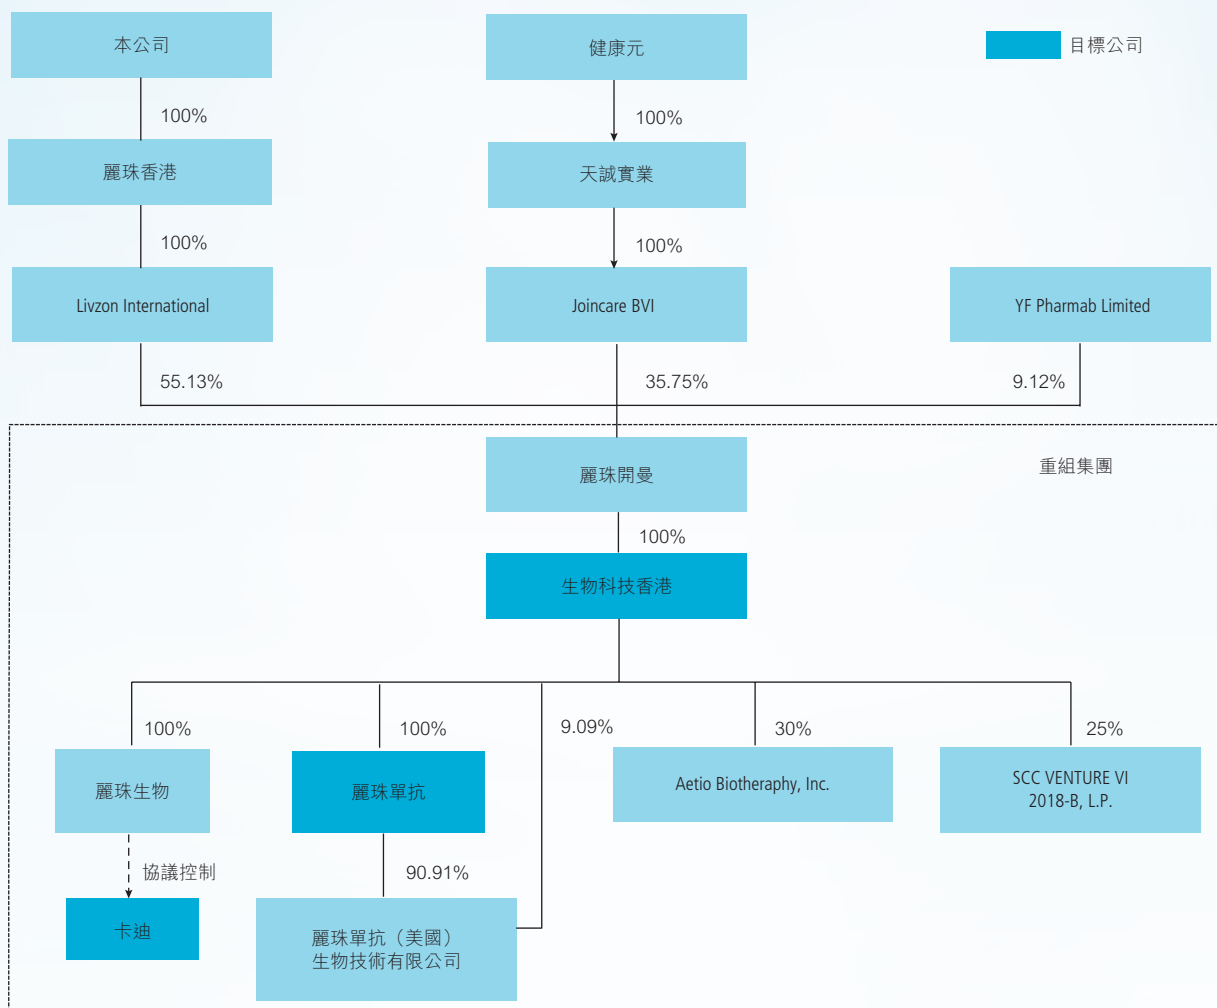 本公司
健康元
目標公司
100%
100%
麗珠香港
天誠實業
100%
100%
Livzon International
Joincare BVI
YF Pharmab Limited
55.13%
35.75%
9.12%
麗珠開曼
重組集團
100%
生物科技香港
100%
100%
9.09%
30%
25%
麗珠生物
麗珠單抗
Aetio Biotheraphy, Inc.
SCC VENTURE VI
2018-B, L.P.
協議控制
90.91%
卡迪
麗珠單抗（美國）
生物技術有限公司